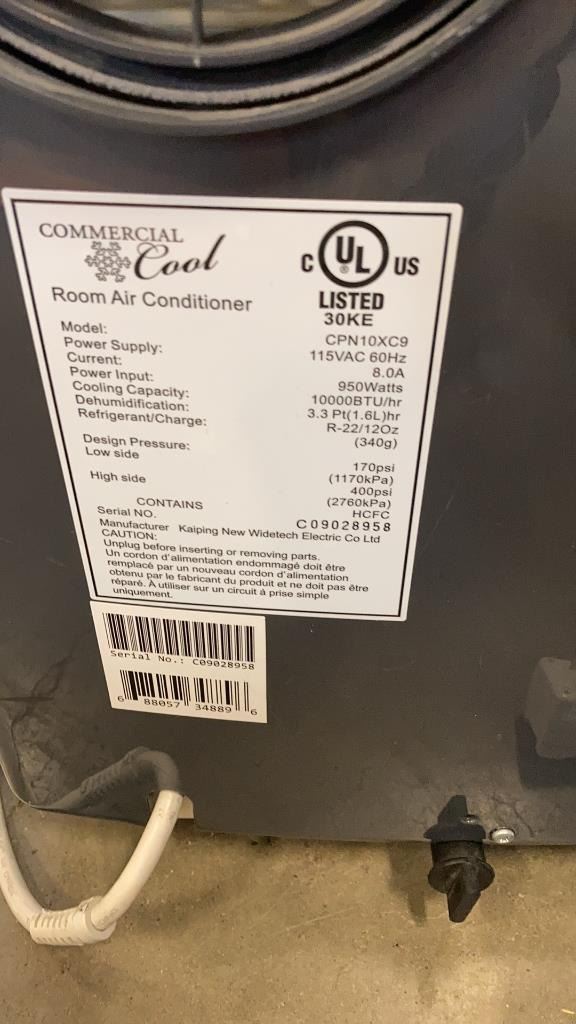 COMMERCIAL
Cool
C UL ® US
LISTED
30KE
Room Air Conditioner
Model: CPN10XC9
Power Supply: 115VAC 60Hz
Current: 8.0A
Power Input: 950Watts
Cooling Capacity: 10000BTU/hr
Dehumidification: 3.3 Pt(1.6L)hr
Refrigerant/Charge: R-22/12Oz
(340g)
Design Pressure:
Low side 170psi
(1170kPa)
High side 400psi
(2760kPa)
CONTAINS HCFC
Serial NO. C09028958
Manufacturer Kaiping New Widetech Electric Co Ltd
CAUTION:
Unplug before inserting or removing parts.
Un cordon d'alimentation endommagé doit être
remplacé par un nouveau cordon d'alimentation
obtenu par le fabricant du produit et ne doit pas être
réparé. À utiliser sur un circuit à prise simple
uniquement.
Serial No.: C09028958
6 88057 34889 6